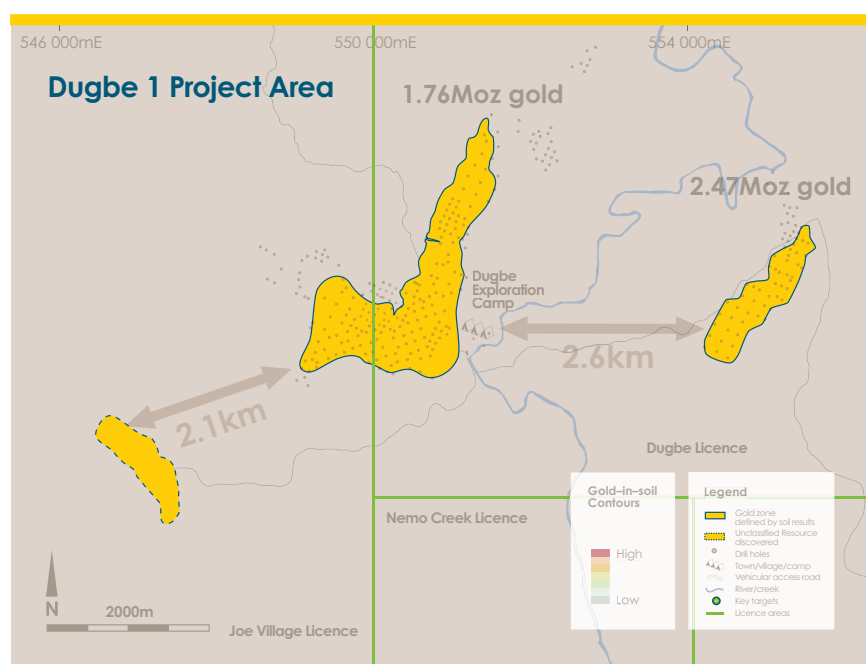 546 000mE
550 000mE
554 000mE
Dugbe 1 Project Area
1.76Moz gold
2.47Moz gold
Dugbe
Exploration
Camp
2.6km
2.1km
Dugbe Licence
Nemo Creek Licence
Joe Village Licence
N
2000m
Gold–in–soil
Contours
High
Low
Legend
Gold zone
defined by soil results
Unclassified Resource
discovered
Drill holes
Town/village/camp
Vehicular access road
River/creek
Key targets
Licence areas